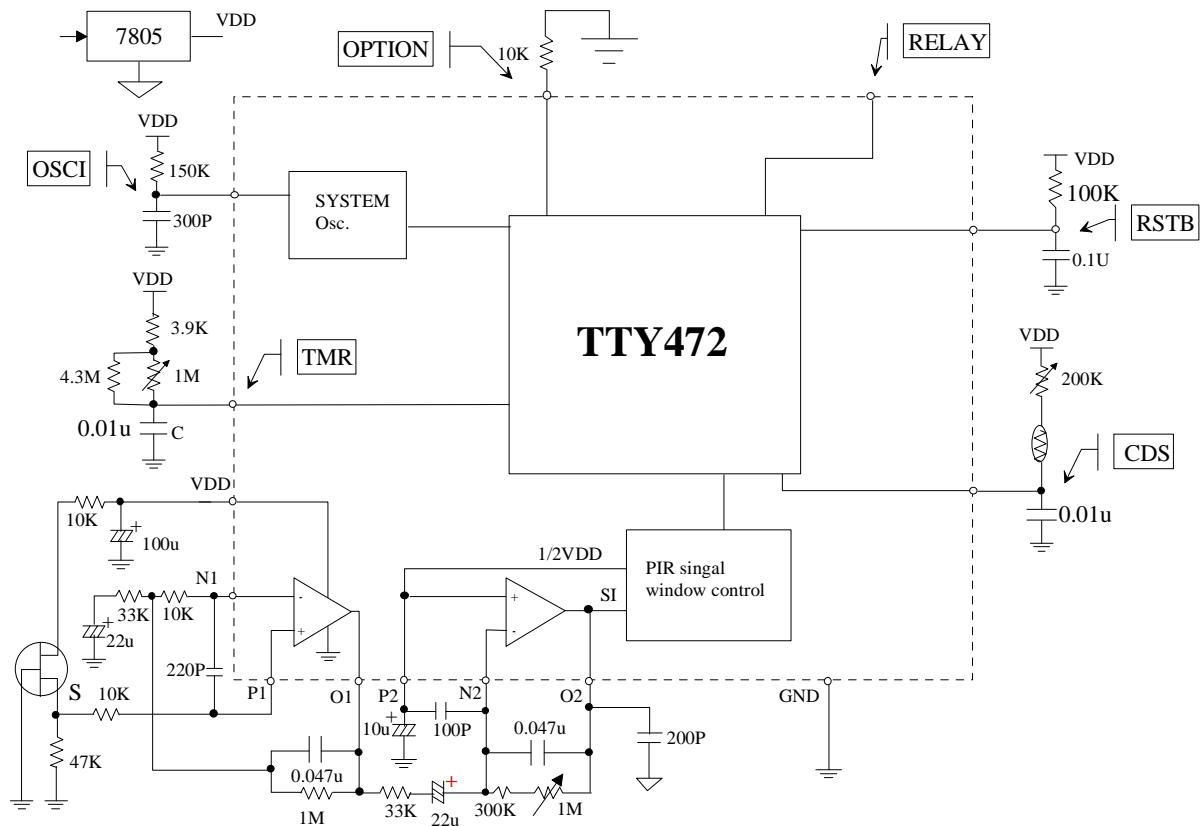 7805
VDD
OPTION
10K
RELAY
VDD
OSCI
150K
300P
SYSTEM
Osc.
VDD
100K
RSTB
0.1U
VDD
3.9K
4.3M
1M
TMR
0.01u
C
TTY472
VDD
200K
CDS
0.01u
VDD
10K
+
100u
N1
33K
10K
+
22u
-
+
220P
S
10K
47K
P1
O1
1/2VDD
+
-
SI
PIR singal
window control
P2
N2
O2
GND
+
10u
100P
0.047u
200P
0.047u
1M
33K
+
22u
300K
1M